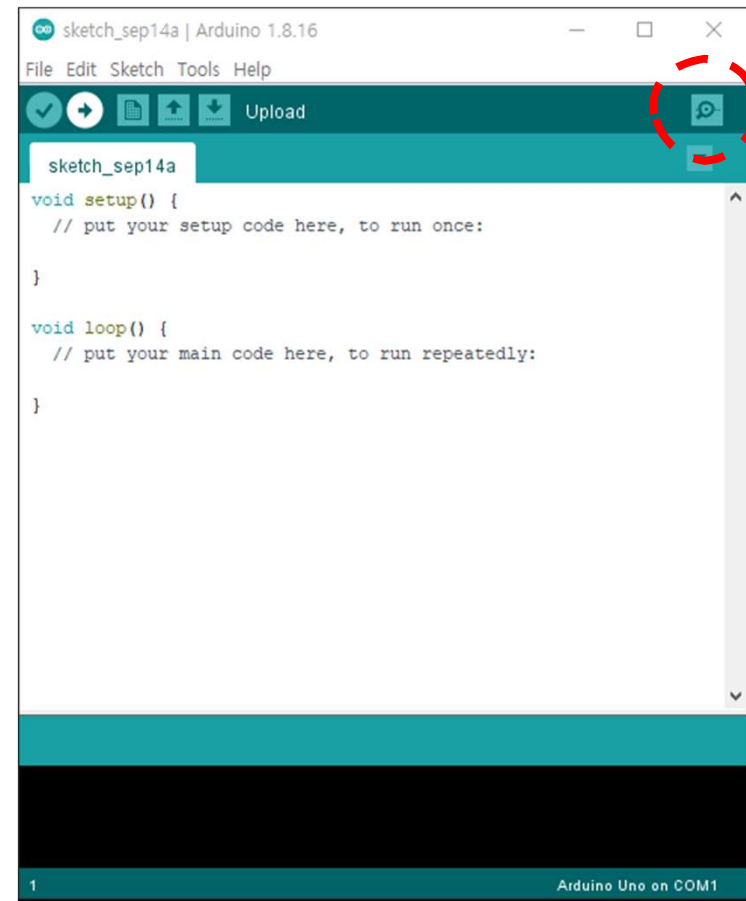 sketch_sep14a | Arduino 1.8.16
File Edit Sketch Tools Help
Upload
sketch_sep14a
void setup() {
  // put your setup code here, to run once:
}
void loop() {
  // put your main code here, to run repeatedly:
}
1 Arduino Uno on COM1